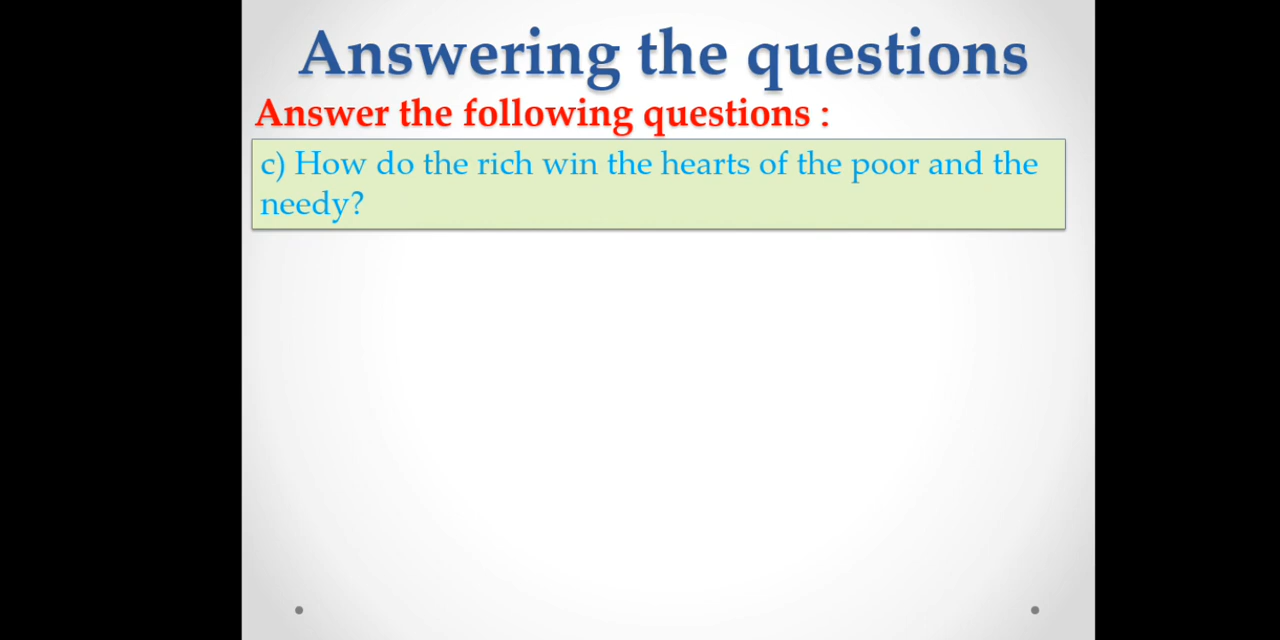 Answering the questions
Answer the following questions :
c) How do the rich win the hearts of the poor and the
needy?